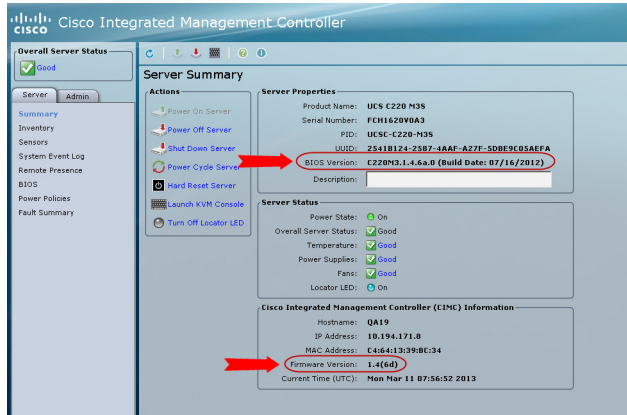 cisco
Cisco Integrated Management Controller
Overall Server Status
Good
Server Admin
Summary
Inventory
Sensors
System Event Log
Remote Presence
BIOS
Power Policies
Fault Summary
Server Summary
Actions
Power On Server
Power Off Server
Shut Down Server
Power Cycle Server
Hard Reset Server
Launch KVM Console
Turn Off Locator LED
Server Properties
Product Name: UCS C220 M3S
Serial Number: FCH1620V0A3
PID: UCSC-C220-M3S
UUID: 2541B124-2587-4AAF-A27F-5DBE9C05AEFA
BIOS Version: C220M3.1.4.6a.0 (Build Date: 07/16/2012)
Description:
Server Status
Power State: On
Overall Server Status: Good
Temperature: Good
Power Supplies: Good
Fans: Good
Locator LED: On
Cisco Integrated Management Controller (CIMC) Information
Hostname: QA19
IP Address: 10.194.171.8
MAC Address: C4:64:13:39:BC:34
Firmware Version: 1.4(6d)
Current Time (UTC): Mon Mar 11 07:56:52 2013